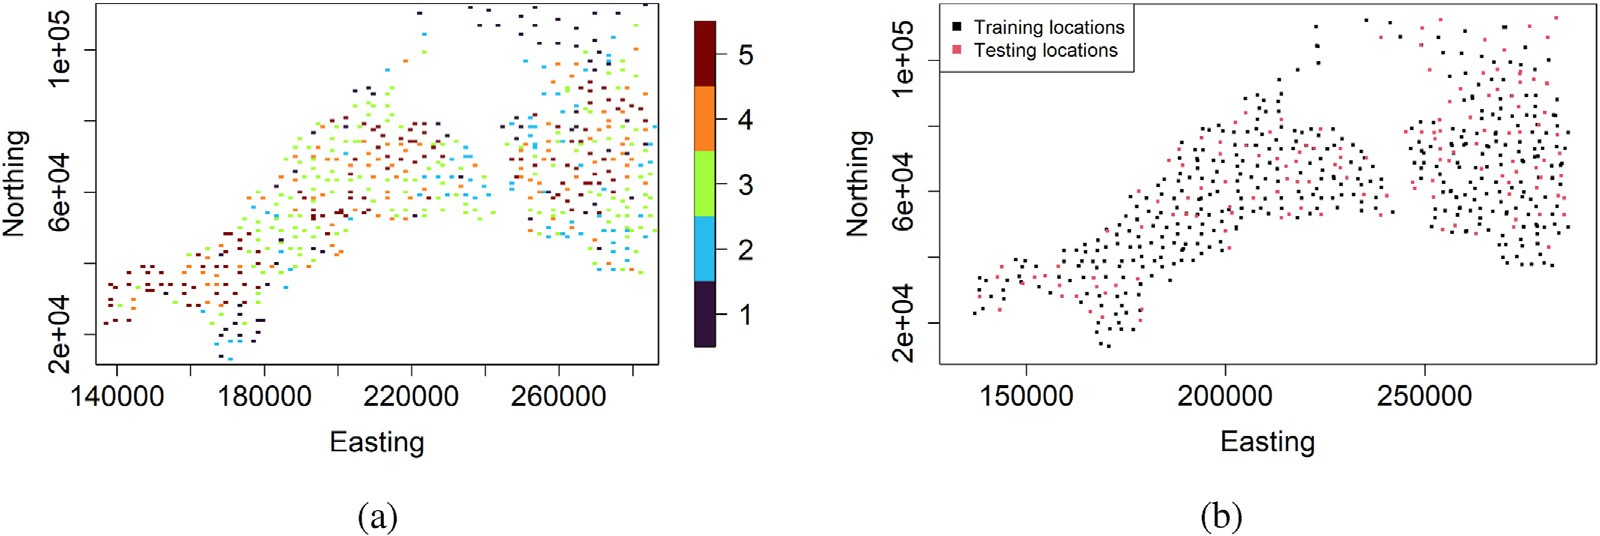 Northing
1e+05
6e+04
2e+04
140000 180000 220000 260000
Easting
5
4
3
2
1
(a)
Northing
1e+05
6e+04
2e+04
Training locations
Testing locations
150000 200000 250000
Easting
(b)